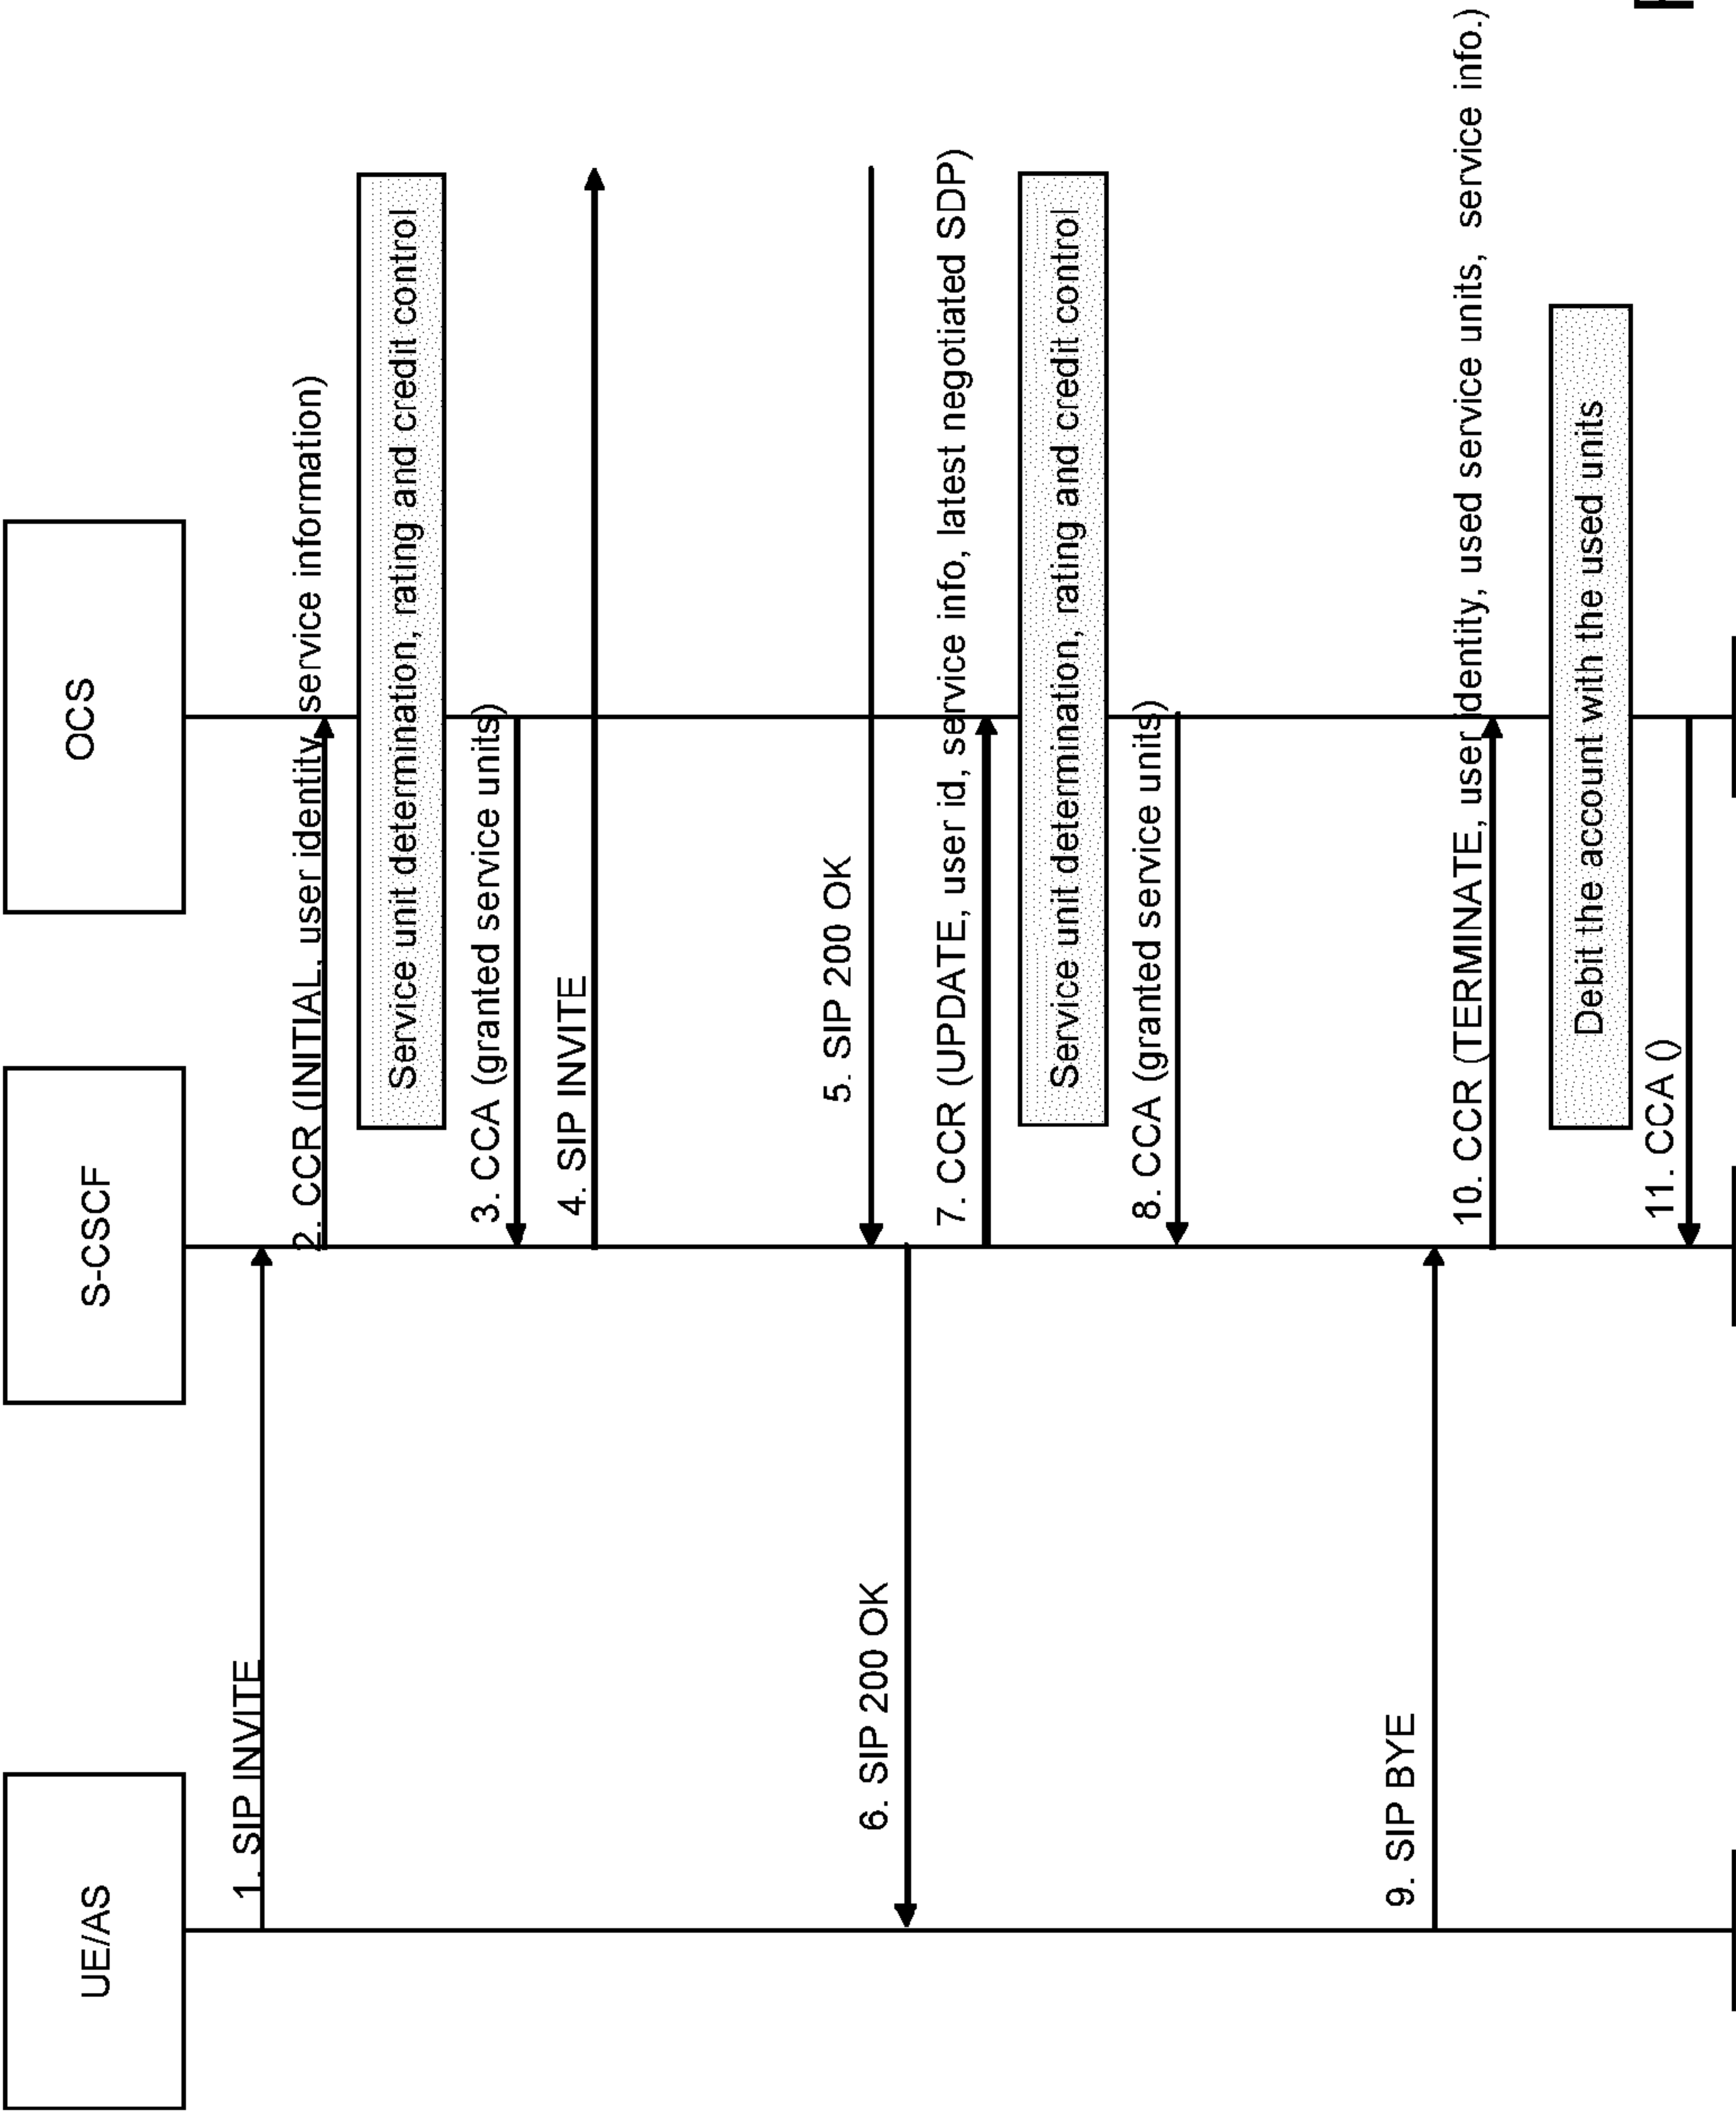 UE/AS
S-CSCF
OCS
1. SIP INVITE
2. CCR (INITIAL, user identity, service information)
Service unit determination, rating and credit control
3. CCA (granted service units)
4. SIP INVITE
5. SIP 200 OK
6. SIP 200 OK
7. CCR (UPDATE, user id, service info, latest negotiated SDP)
Service unit determination, rating and credit control
8. CCA (granted service units)
9. SIP BYE
10. CCR (TERMINATE, user identity, used service units, service info.)
Debit the account with the used units
11. CCA ()